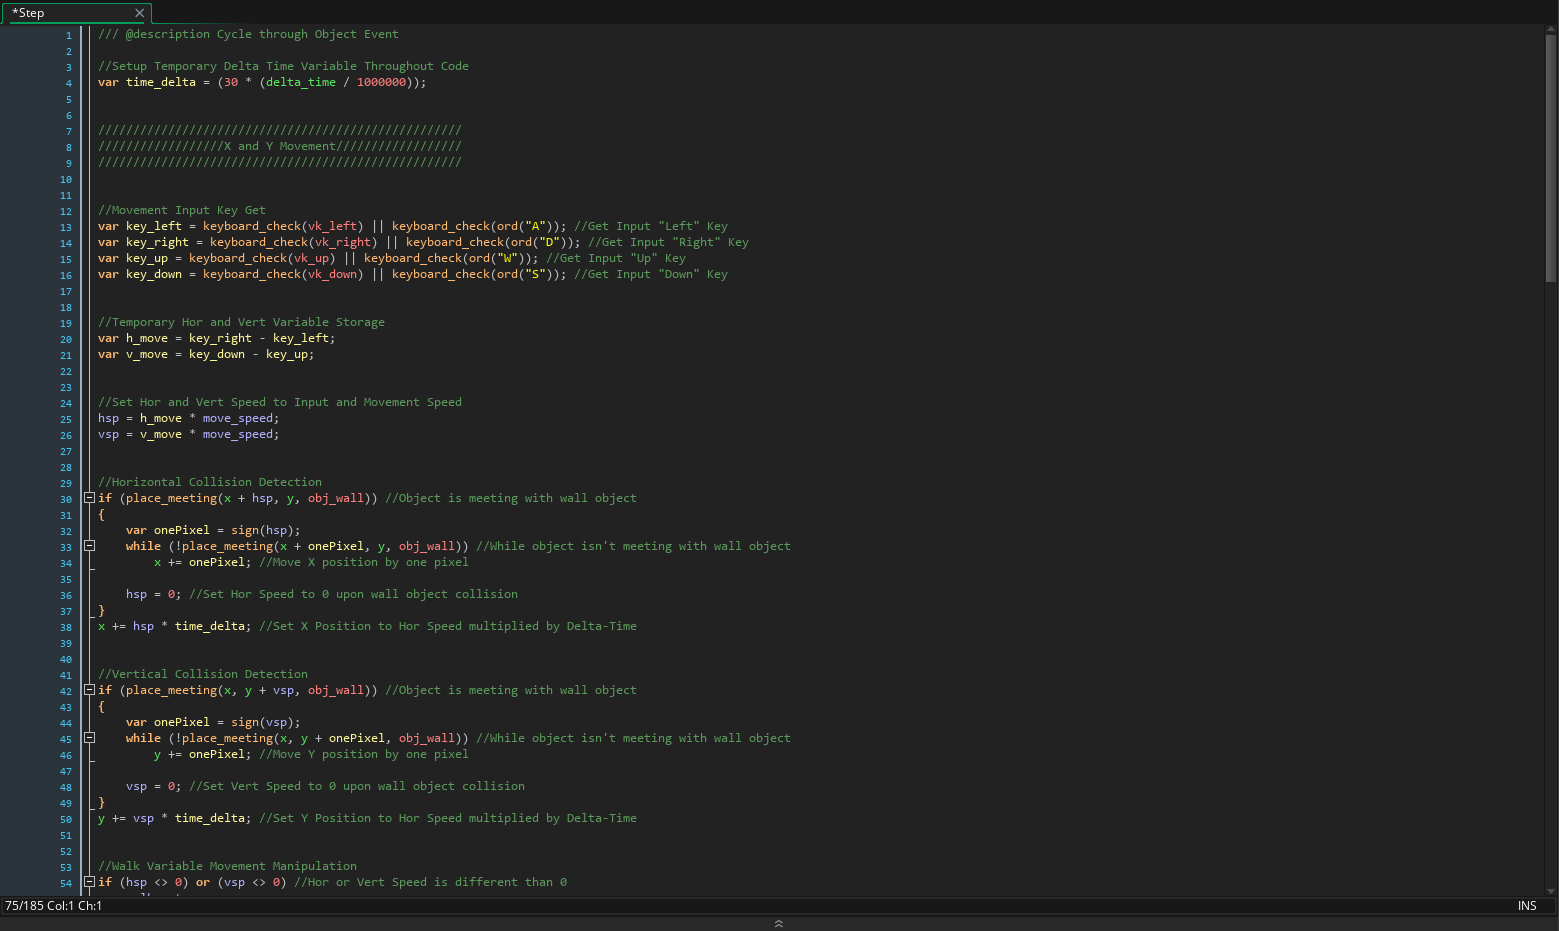 *Step
1 /// @description Cycle through Object Event
2
3 //Setup Temporary Delta Time Variable Throughout Code
4 var time_delta = (30 * (delta_time / 1000000));
5
6
7 ////////////////////////////////////////////////////
8 //////////////////X and Y Movement//////////////////
9 ////////////////////////////////////////////////////
10
11
12 //Movement Input Key Get
13 var key_left = keyboard_check(vk_left) || keyboard_check(ord("A")); //Get Input "Left" Key
14 var key_right = keyboard_check(vk_right) || keyboard_check(ord("D")); //Get Input "Right" Key
15 var key_up = keyboard_check(vk_up) || keyboard_check(ord("W")); //Get Input "Up" Key
16 var key_down = keyboard_check(vk_down) || keyboard_check(ord("S")); //Get Input "Down" Key
17
18
19 //Temporary Hor and Vert Variable Storage
20 var h_move = key_right - key_left;
21 var v_move = key_down - key_up;
22
23
24 //Set Hor and Vert Speed to Input and Movement Speed
25 hsp = h_move * move_speed;
26 vsp = v_move * move_speed;
27
28
29 //Horizontal Collision Detection
30 if (place_meeting(x + hsp, y, obj_wall)) //Object is meeting with wall object
31 {
32 var onePixel = sign(hsp);
33 while (!place_meeting(x + onePixel, y, obj_wall)) //While object isn't meeting with wall object
34 x += onePixel; //Move X position by one pixel
35
36 hsp = 0; //Set Hor Speed to 0 upon wall object collision
37 }
38 x += hsp * time_delta; //Set X Position to Hor Speed multiplied by Delta-Time
39
40
41 //Vertical Collision Detection
42 if (place_meeting(x, y + vsp, obj_wall)) //Object is meeting with wall object
43 {
44 var onePixel = sign(vsp);
45 while (!place_meeting(x, y + onePixel, obj_wall)) //While object isn't meeting with wall object
46 y += onePixel; //Move Y position by one pixel
47
48 vsp = 0; //Set Vert Speed to 0 upon wall object collision
49 }
50 y += vsp * time_delta; //Set Y Position to Hor Speed multiplied by Delta-Time
51
52
53 //Walk Variable Movement Manipulation
54 if (hsp <> 0) or (vsp <> 0) //Hor or Vert Speed is different than 0
75/185 Col:1 Ch:1
INS